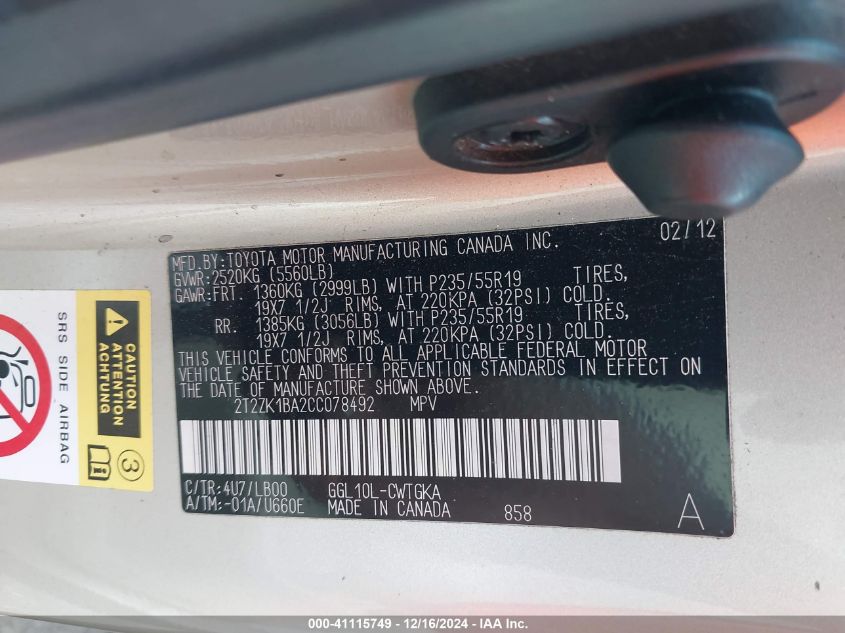 02/12
MFD.BY:TOYOTA MOTOR MANUFACTURING CANADA INC.
GVWR:2520KG (5560LB)
GAWR:FRT. 1360KG (2999LB) WITH P235/55R19 TIRES,
19X7 1/2J RIMS, AT 220KPA (32PSI) COLD.
RR. 1385KG (3056LB) WITH P235/55R19 TIRES,
19X7 1/2J RIMS, AT 220KPA (32PSI) COLD.
THIS VEHICLE CONFORMS TO ALL APPLICABLE FEDERAL MOTOR
VEHICLE SAFETY AND THEFT PREVENTION STANDARDS IN EFFECT ON
THE DATE OF MANUFACTURE SHOWN ABOVE.
2T2ZK1BA2CC078492 MPV
C/TR:4U7/LB00 GGL10L-CWTGKA
A/TM:-01A/U660E MADE IN CANADA 858 A
SRS SIDE AIRBAG
CAUTION
ATTENTION
ACHTUNG
3
000-41115749 - 12/16/2024 - IAA Inc.